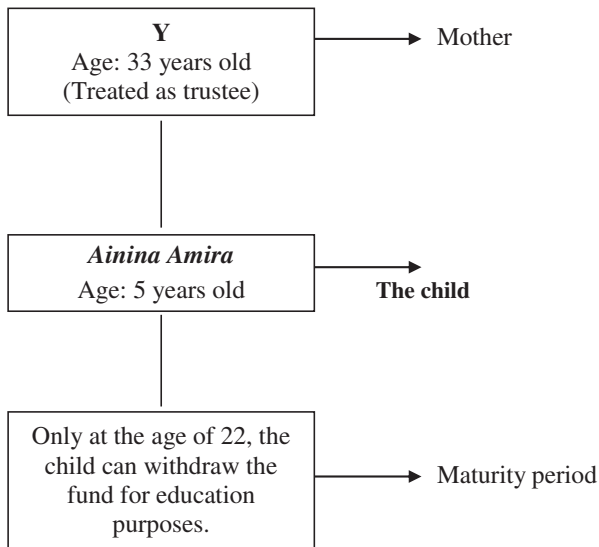 Y
Age: 33 years old
(Treated as trustee)
Mother
Ainina Amira
Age: 5 years old
The child
Only at the age of 22, the
child can withdraw the
fund for education
purposes.
Maturity period